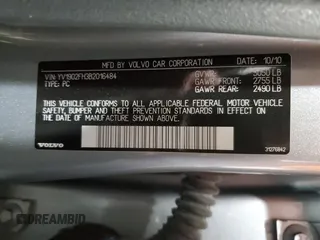 MFD. BY VOLVO CAR CORPORATION 10/10
VIN: YV1902FH3B2016484 GVWR: 5050 LB
TYPE: PC GAWR FRONT: 2755 LB
GAWR REAR: 2490 LB
THIS VEHICLE CONFORMS TO ALL APPLICABLE FEDERAL MOTOR
VEHICLE SAFETY, BUMPER, AND THEFT PREVENTION STANDARDS
IN EFFECT ON THE DATE OF MANUFACTURE SHOWN ABOVE.
VOLVO 31276942
DREAMBID